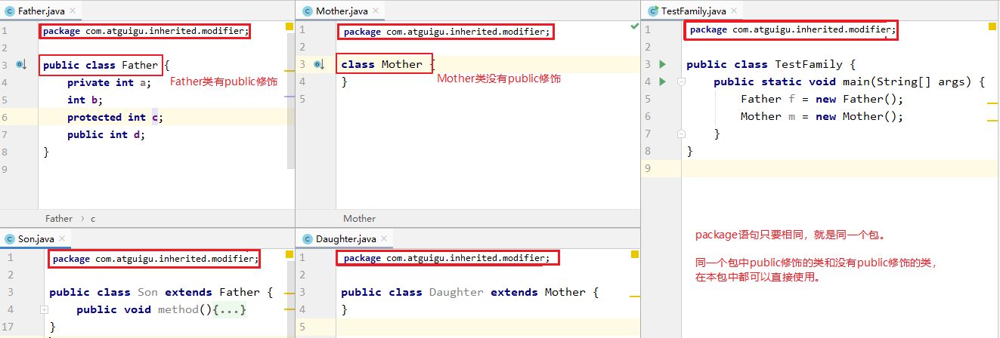 Father.java
1 package com.atguigu.inherited.modifier;
2
3 public class Father {
Father类有public修饰
4 private int a;
5 int b;
6 protected int c;
7 public int d;
8 }
9
Father › c
Mother.java
1 package com.atguigu.inherited.modifier;
2
3 class Mother {
Mother类没有public修饰
4 }
5
Mother
TestFamily.java
1 package com.atguigu.inherited.modifier;
2
3 public class TestFamily {
4 public static void main(String[] args) {
5 Father f = new Father();
6 Mother m = new Mother();
7 }
8 }
9
package语句只要相同，就是同一个包。
同一个包中public修饰的类和没有public修饰的类，
在本包中都可以直接使用。
Son.java
1 package com.atguigu.inherited.modifier;
2
3 public class Son extends Father {
4 public void method(){...}
17 }
Daughter.java
1 package com.atguigu.inherited.modifier;
2
3 public class Daughter extends Mother {
4 }
5